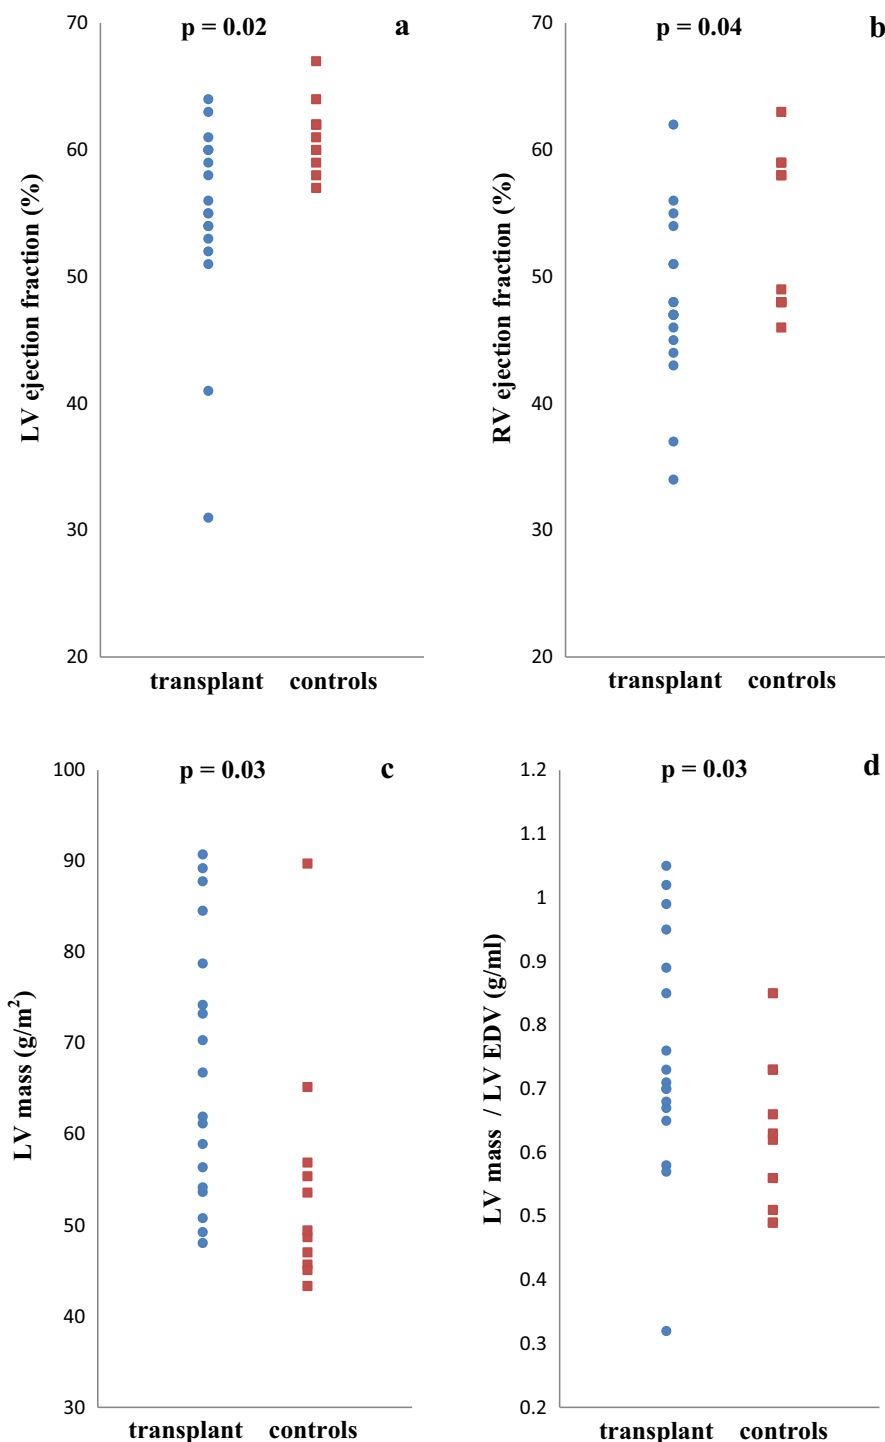 p = 0.02 a
70
60
50
40
30
20
LV ejection fraction (%)
transplant controls
p = 0.04 b
70
60
50
40
30
20
RV ejection fraction (%)
transplant controls
p = 0.03 c
100
90
80
70
60
50
40
30
LV mass (g/m²)
transplant controls
p = 0.03 d
1.2
1.1
1
0.9
0.8
0.7
0.6
0.5
0.4
0.3
0.2
LV mass / LV EDV (g/ml)
transplant controls